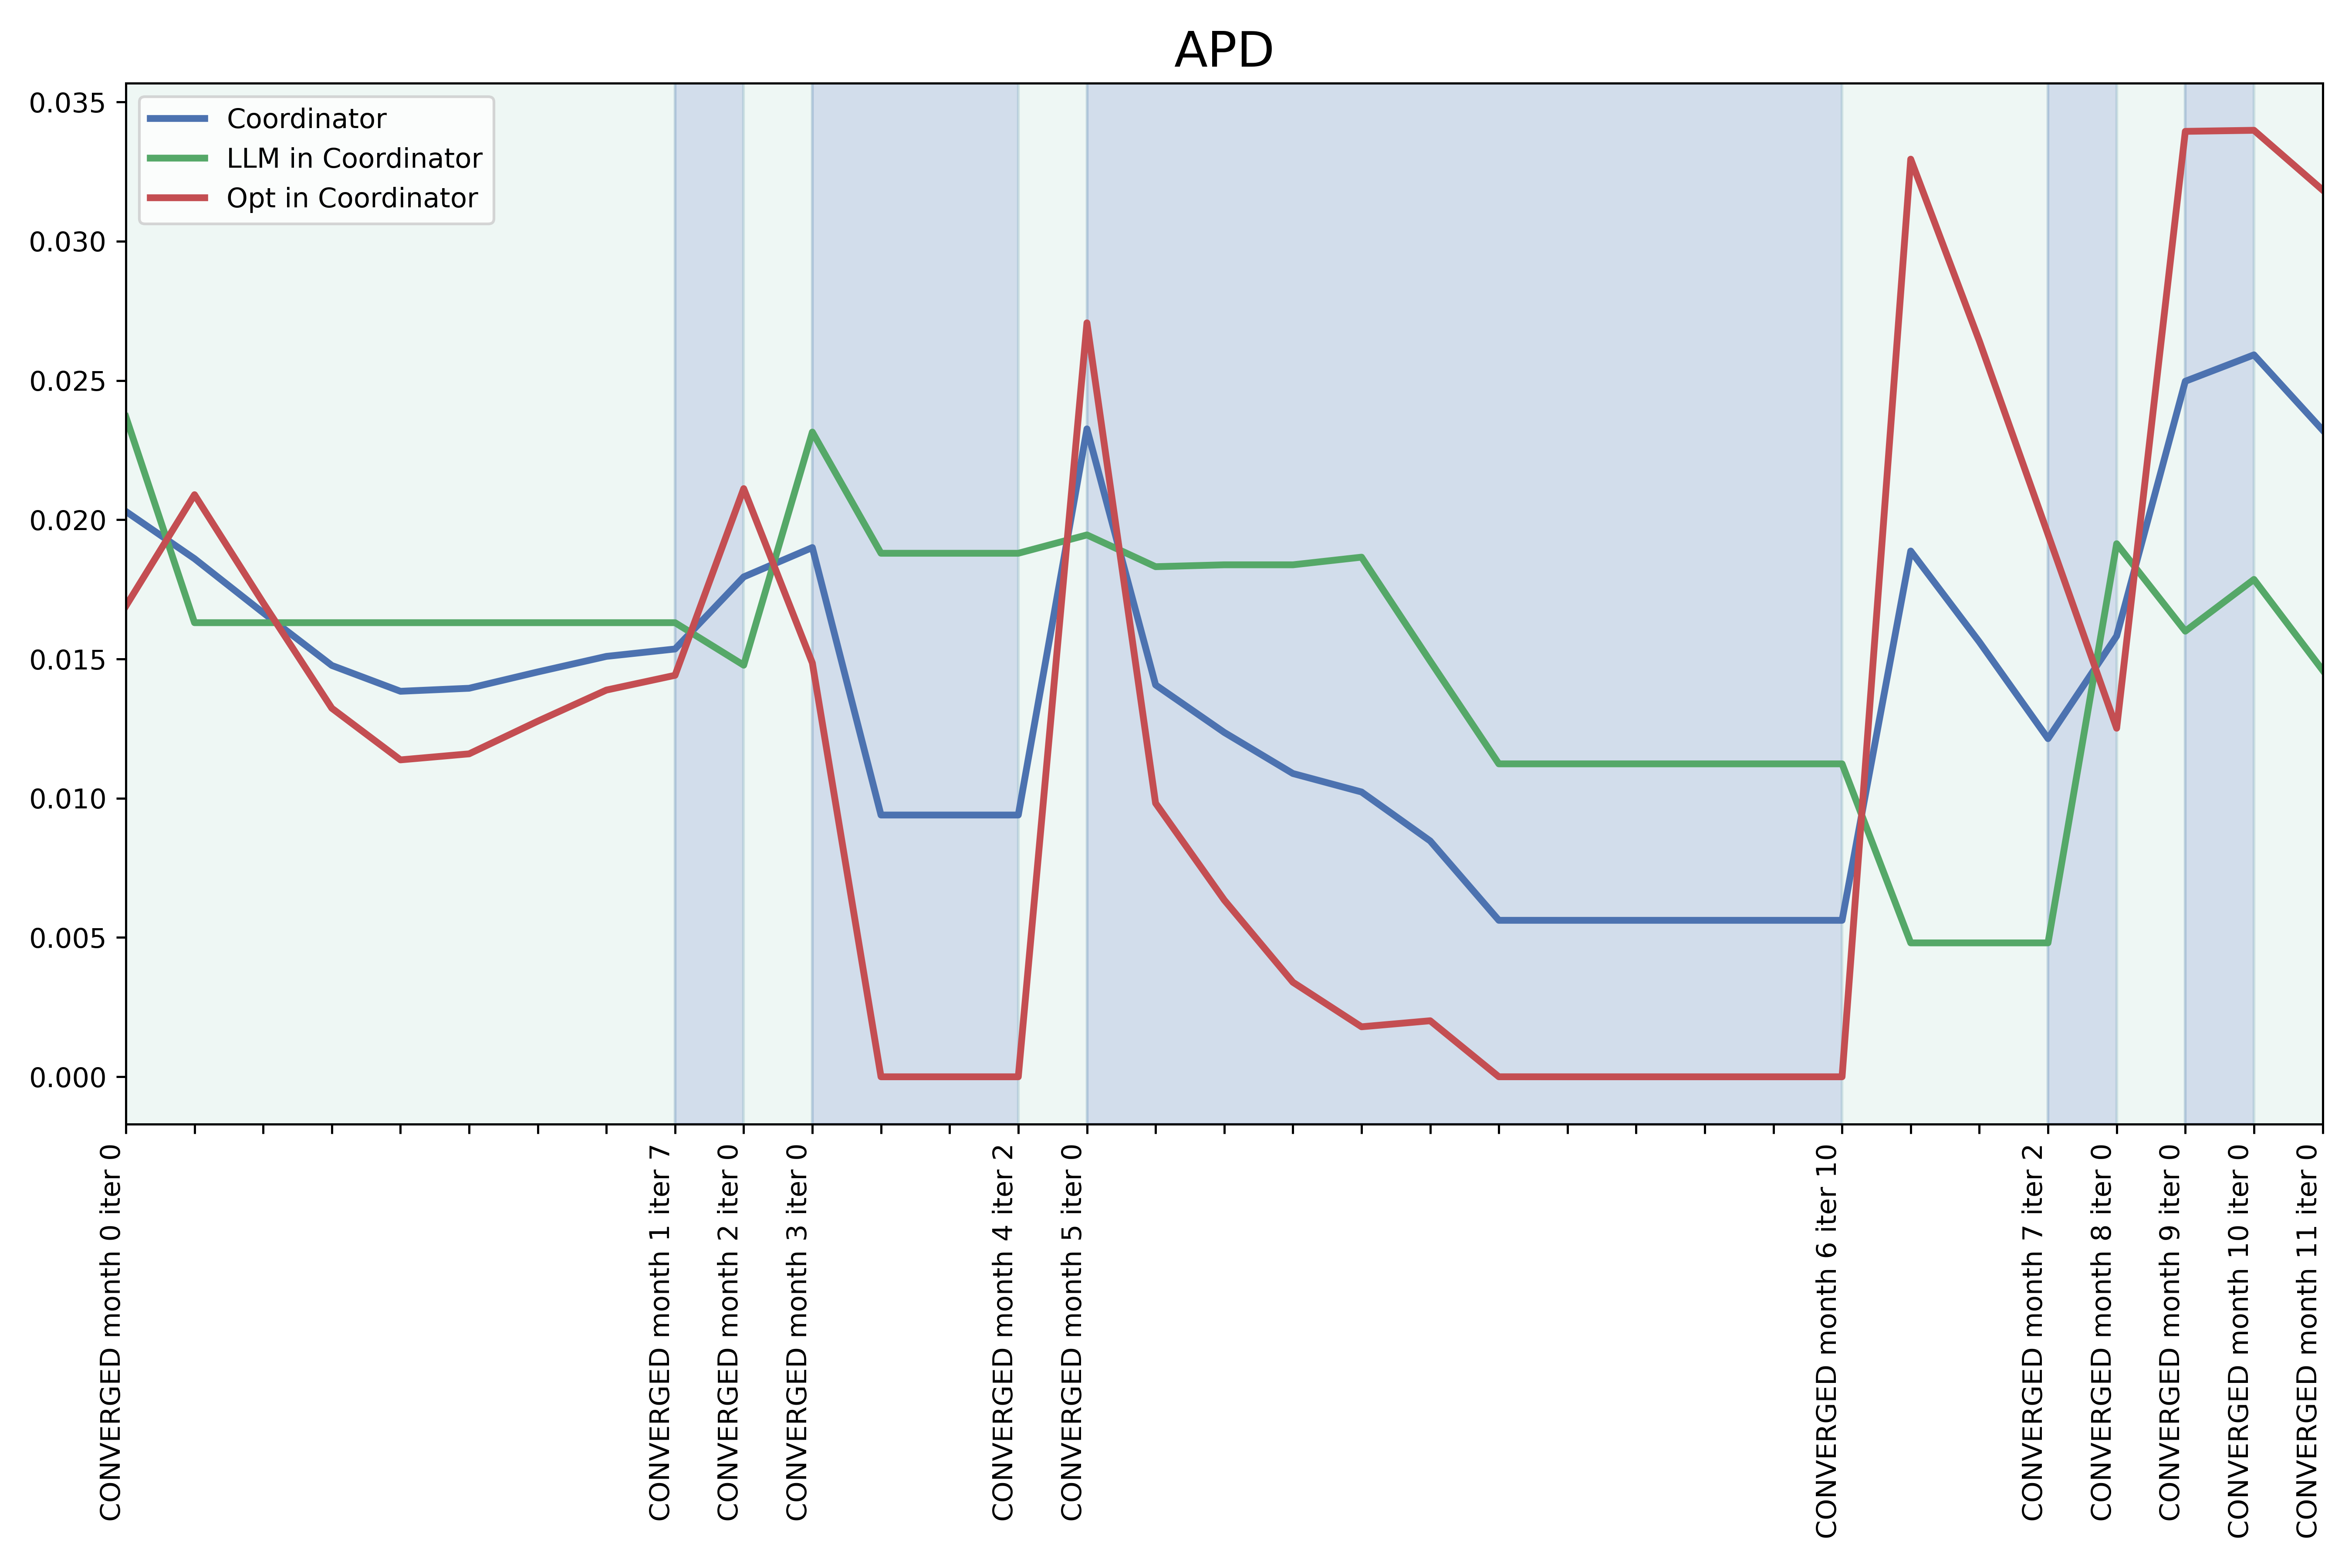 APD
0.035
0.030
0.025
0.020
0.015
0.010
0.005
0.000
Coordinator
LLM in Coordinator
Opt in Coordinator
CONVERGED month 0 iter 0
CONVERGED month 1 iter 7
CONVERGED month 2 iter 0
CONVERGED month 3 iter 0
CONVERGED month 4 iter 2
CONVERGED month 5 iter 0
CONVERGED month 6 iter 10
CONVERGED month 7 iter 2
CONVERGED month 8 iter 0
CONVERGED month 9 iter 0
CONVERGED month 10 iter 0
CONVERGED month 11 iter 0